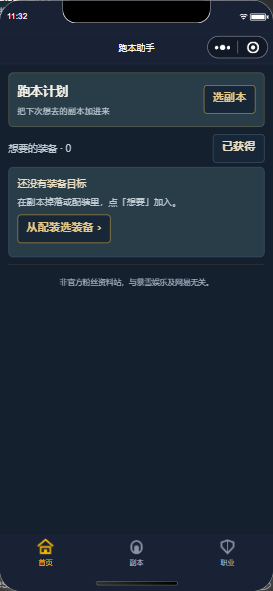 11:32
跑本助手
跑本计划
把下次想去的副本加进来
选副本
想要的装备 · 0
已获得
还没有装备目标
在副本掉落或配装里，点「想要」加入。
从配装选装备 ›
非官方粉丝资料站，与暴雪娱乐及网易无关。
首页
副本
职业